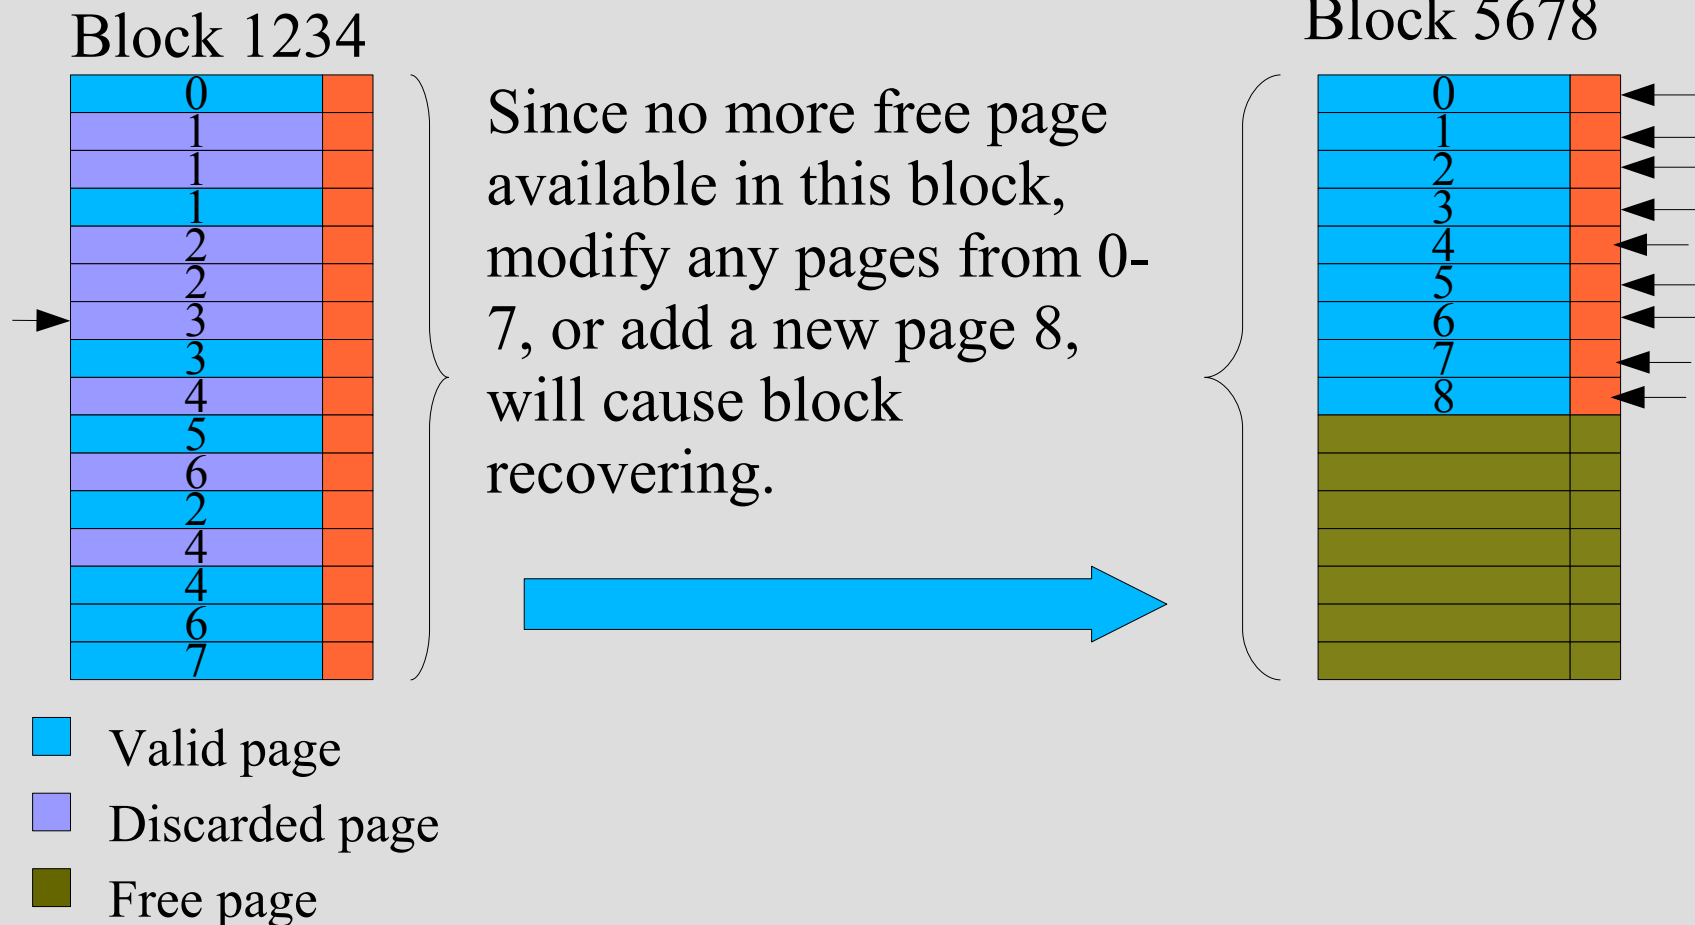 Block 1234
0
1
1
1
2
2
3
3
4
5
6
2
4
4
6
7
Since no more free page
available in this block,
modify any pages from 0-
7, or add a new page 8,
will cause block
recovering.
Block 5678
0
1
2
3
4
5
6
7
8
Valid page
Discarded page
Free page